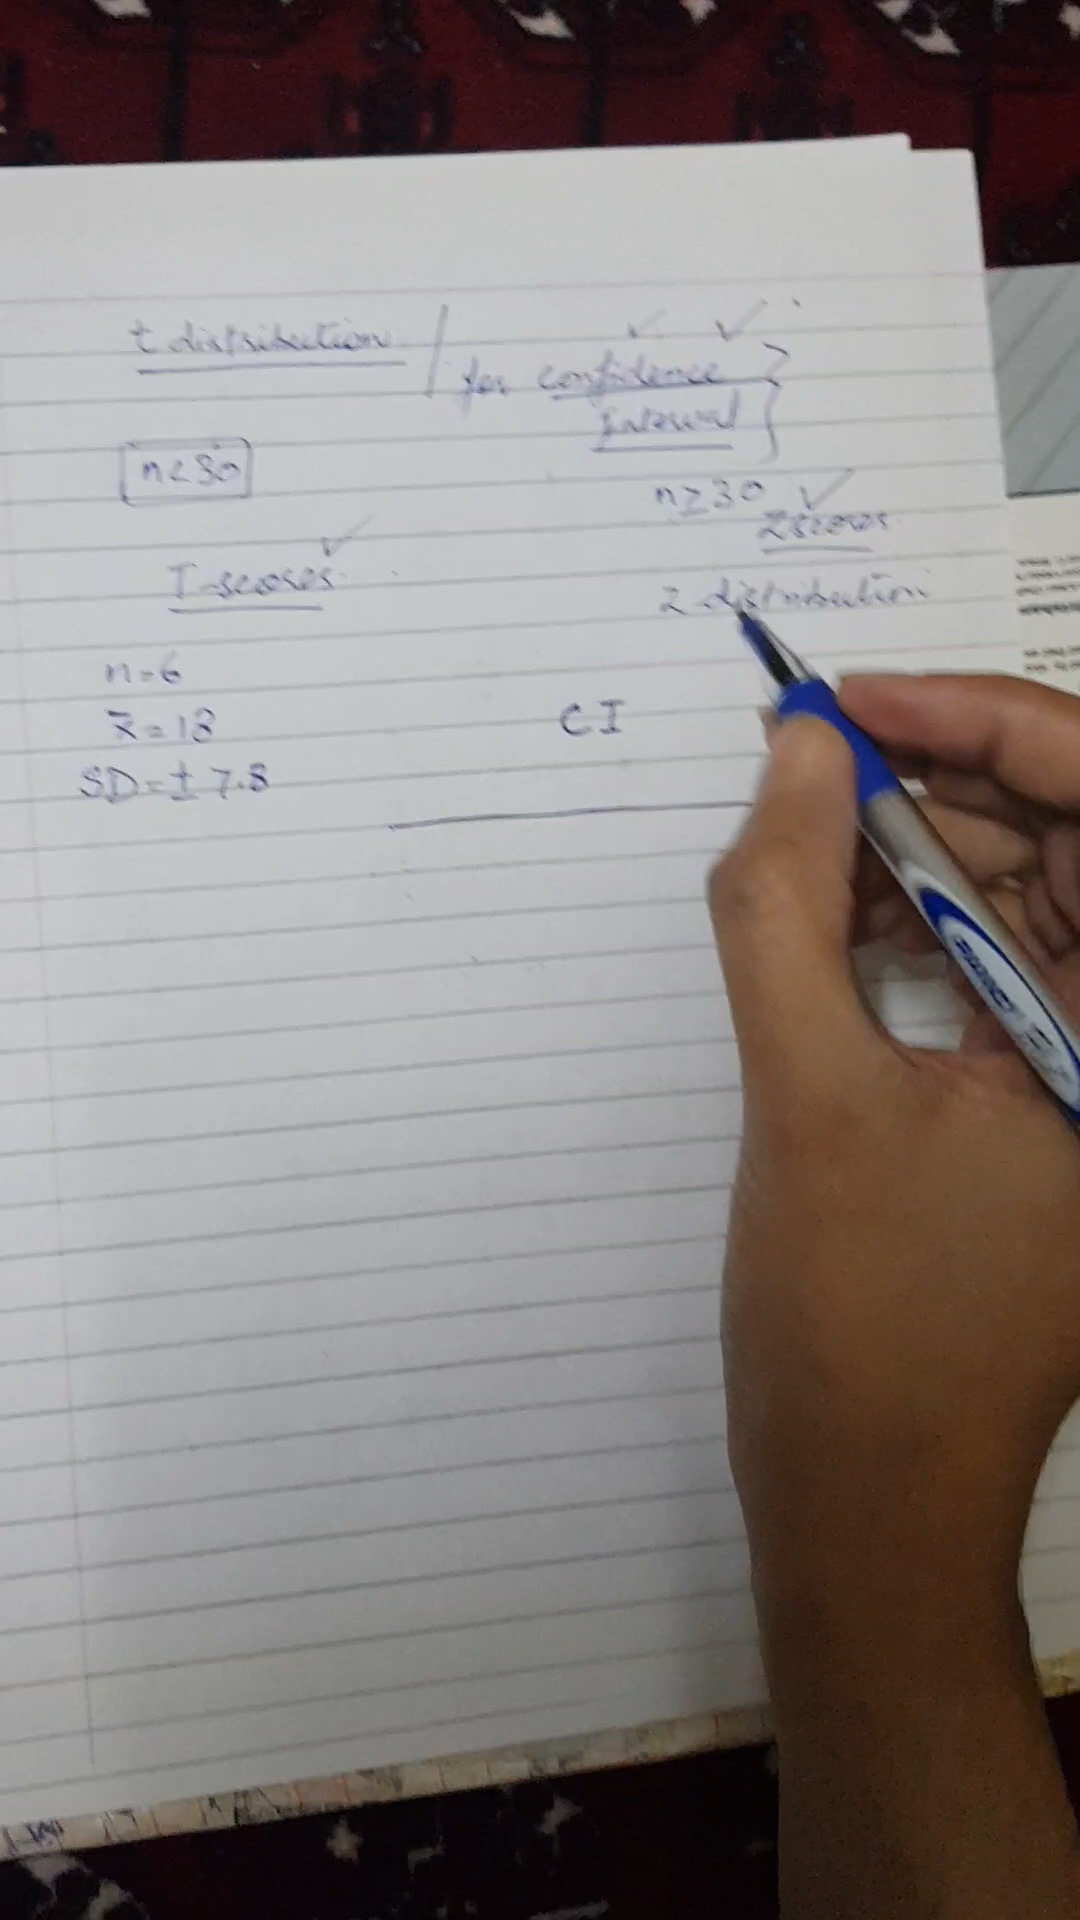 t distribution / for confidence
Interval
n<30
n≥30
Z scores
T-scores
z distribution
n=6
x̄=18
CI
SD=± 7.8